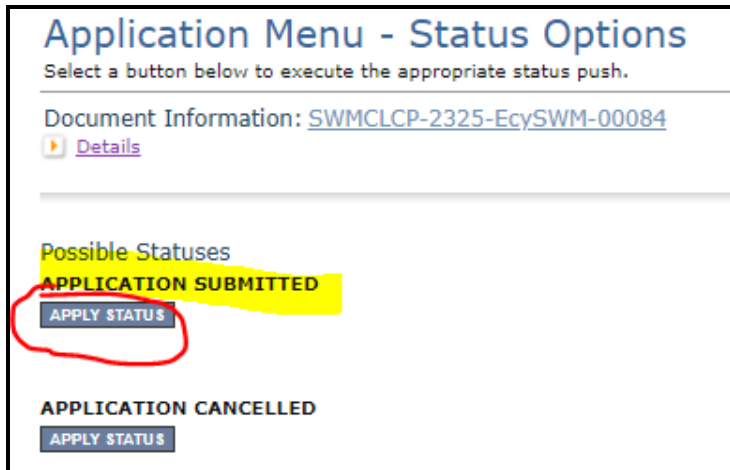 Application Menu - Status Options
Select a button below to execute the appropriate status push.
Document Information: SWMCLCP-2325-EcySWM-00084
Details
Possible Statuses
APPLICATION SUBMITTED
APPLY STATUS
APPLICATION CANCELLED
APPLY STATUS